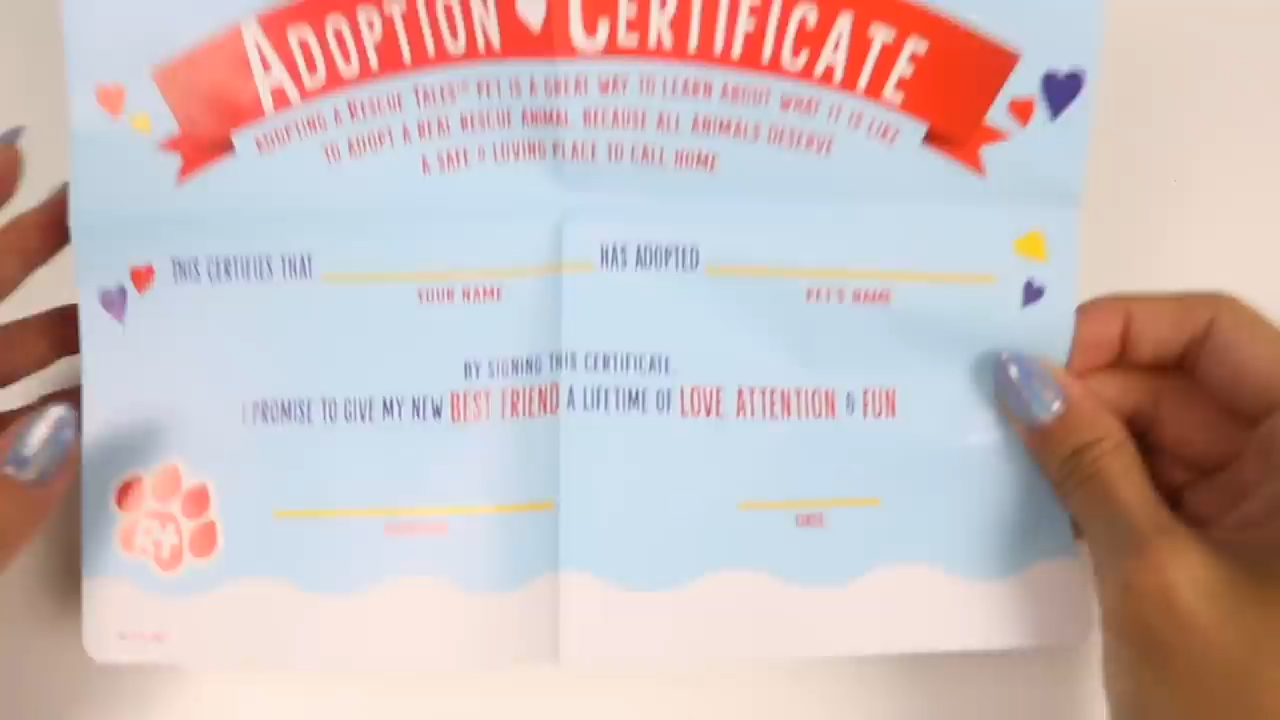 ADOPTION CERTIFICATE
ADOPTING A RESCUE TALES™ PET IS A GREAT WAY TO LEARN ABOUT WHAT IT IS LIKE
TO ADOPT A REAL RESCUE ANIMAL, BECAUSE ALL ANIMALS DESERVE
A SAFE & LOVING PLACE TO CALL HOME
THIS CERTIFIES THAT HAS ADOPTED
YOUR NAME PET'S NAME
BY SIGNING THIS CERTIFICATE,
I PROMISE TO GIVE MY NEW BEST FRIEND A LIFETIME OF LOVE, ATTENTION & FUN
DATE